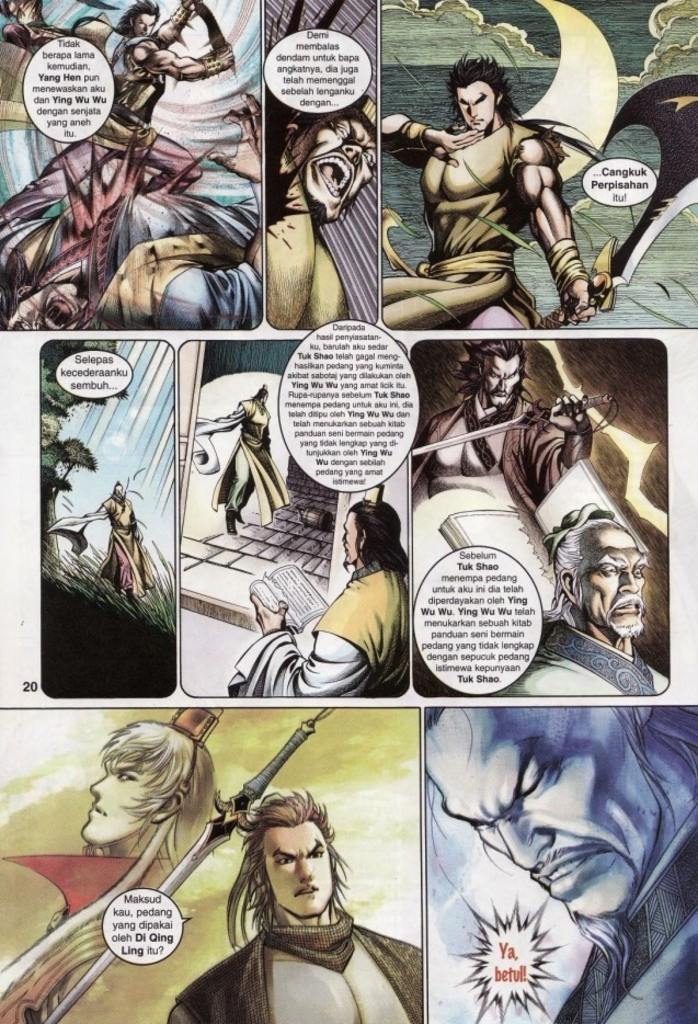 Tidak
berapa lama
kemudian,
Yang Hen pun
menewaskan aku
dan Ying Wu Wu
dengan senjata
yang aneh
itu.
Demi
membalas
dendam untuk bapa
angkatnya, dia juga
telah memenggal
sebelah lenganku
dengan...
...Cangkuk
Perpisahan
itu!
Selepas
kecederaanku
sembuh...
Daripada
hasil penyiasatan-
ku, barulah aku sedar
Tuk Shao telah gagal meng-
hasilkan pedang yang sempurna
akibat sabotaj yang dilakukan oleh
Ying Wu Wu yang amat licik itu.
Rupa-rupanya sebelum Tuk Shao
menempa pedang untuk aku ini, dia
telah ditipu oleh Ying Wu Wu dan
telah menukarkan sebuah kitab
panduan seni bermain pedang
yang tidak lengkap yang di-
tunjukkan oleh Ying Wu
Wu dengan sebilah
pedang yang amat
istimewa!
Sebelum
Tuk Shao
menempa pedang
untuk aku ini dia telah
diperdayakan oleh Ying
Wu Wu. Ying Wu Wu telah
menukarkan sebuah kitab
panduan seni bermain
pedang yang tidak lengkap
dengan sepucuk pedang
istimewa kepunyaan
Tuk Shao.
20
Maksud
kau, pedang
yang dipakai
oleh Di Qing
Ling itu?
Ya,
betul!